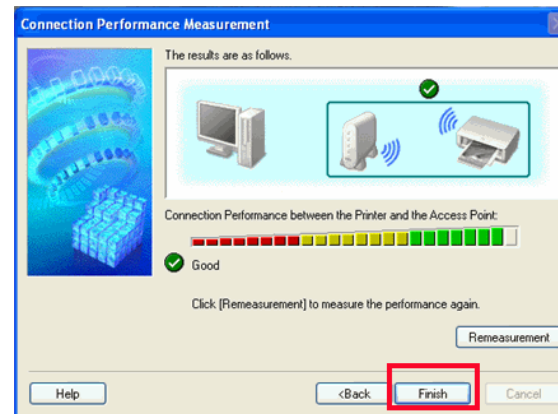 Connection Performance Measurement
The results are as follows.
Connection Performance between the Printer and the Access Point:
Good
Click [Remeasurement] to measure the performance again.
Remeasurement
Help
<Back
Finish
Cancel